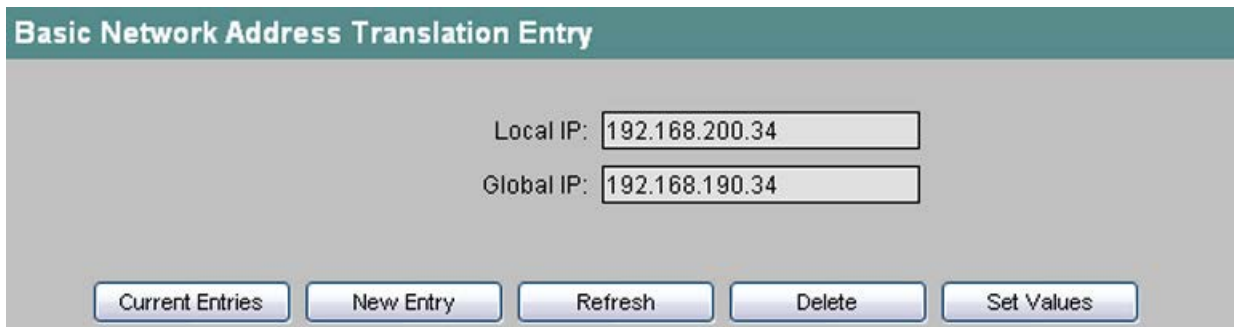 Basic Network Address Translation Entry
Local IP: 192.168.200.34
Global IP: 192.168.190.34
Current Entries New Entry Refresh Delete Set Values